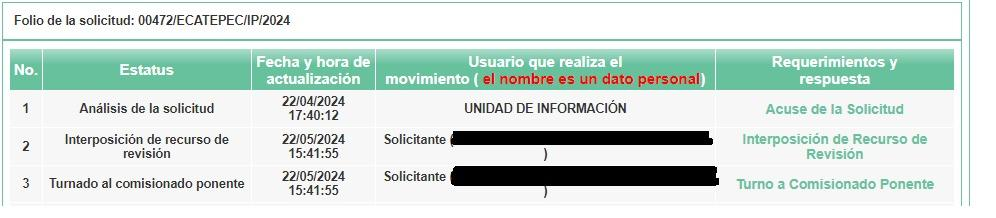 Folio de la solicitud: 00472/ECATEPEC/IP/2024
No. Estatus Fecha y hora de actualización Usuario que realiza el movimiento ( el nombre es un dato personal) Requerimientos y respuesta
1 Análisis de la solicitud 22/04/2024 17:40:12 UNIDAD DE INFORMACIÓN Acuse de la Solicitud
2 Interposición de recurso de revisión 22/05/2024 15:41:55 Solicitante ( ) Interposición de Recurso de Revisión
3 Turnado al comisionado ponente 22/05/2024 15:41:55 Solicitante ( ) Turno a Comisionado Ponente